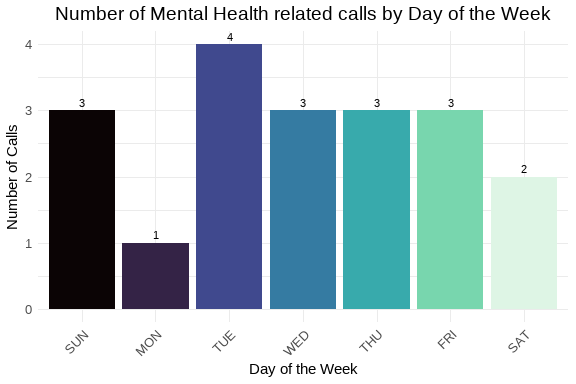 Number of Mental Health related calls by Day of the Week
Number of Calls
4
3
2
1
0
3
1
4
3
3
3
2
SUN
MON
TUE
WED
THU
FRI
SAT
Day of the Week